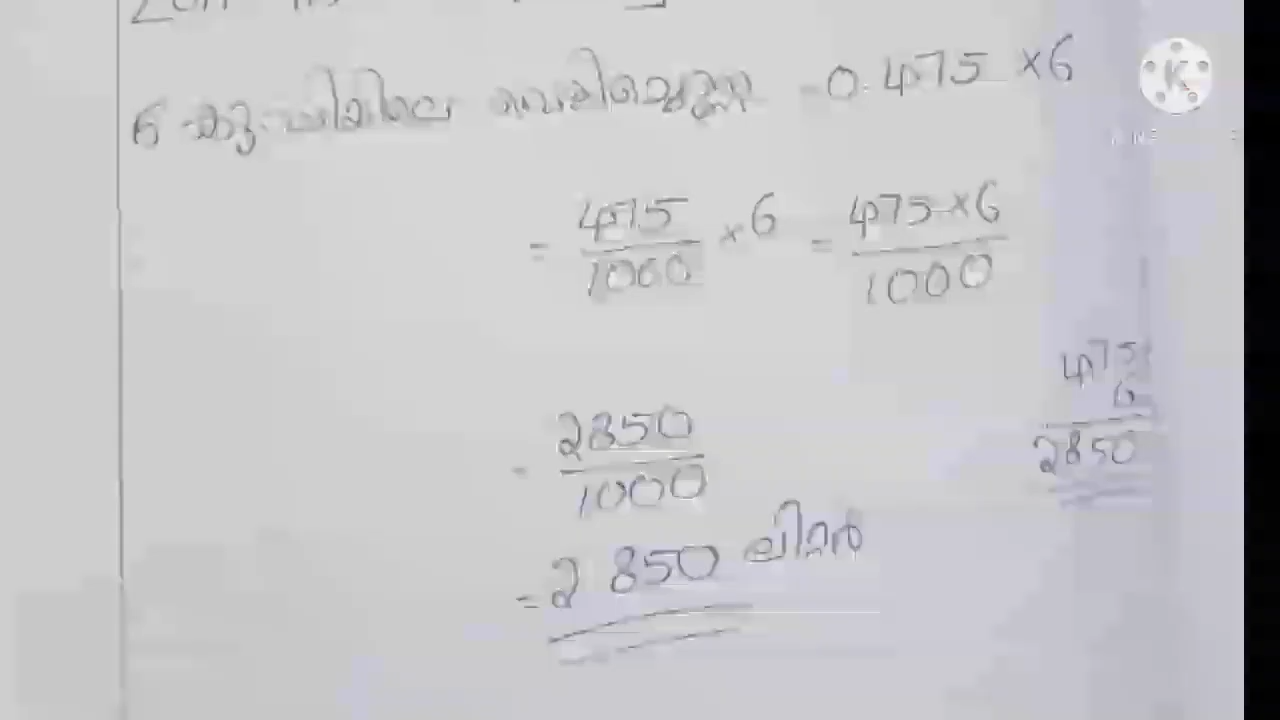 6 കുപ്പിയിലെ വെളിച്ചെണ്ണ = 0.475 ×6
= 475/1000 × 6 = 475×6/1000
475
6
2850
= 2850/1000
= 2 850 ലിറ്റർ